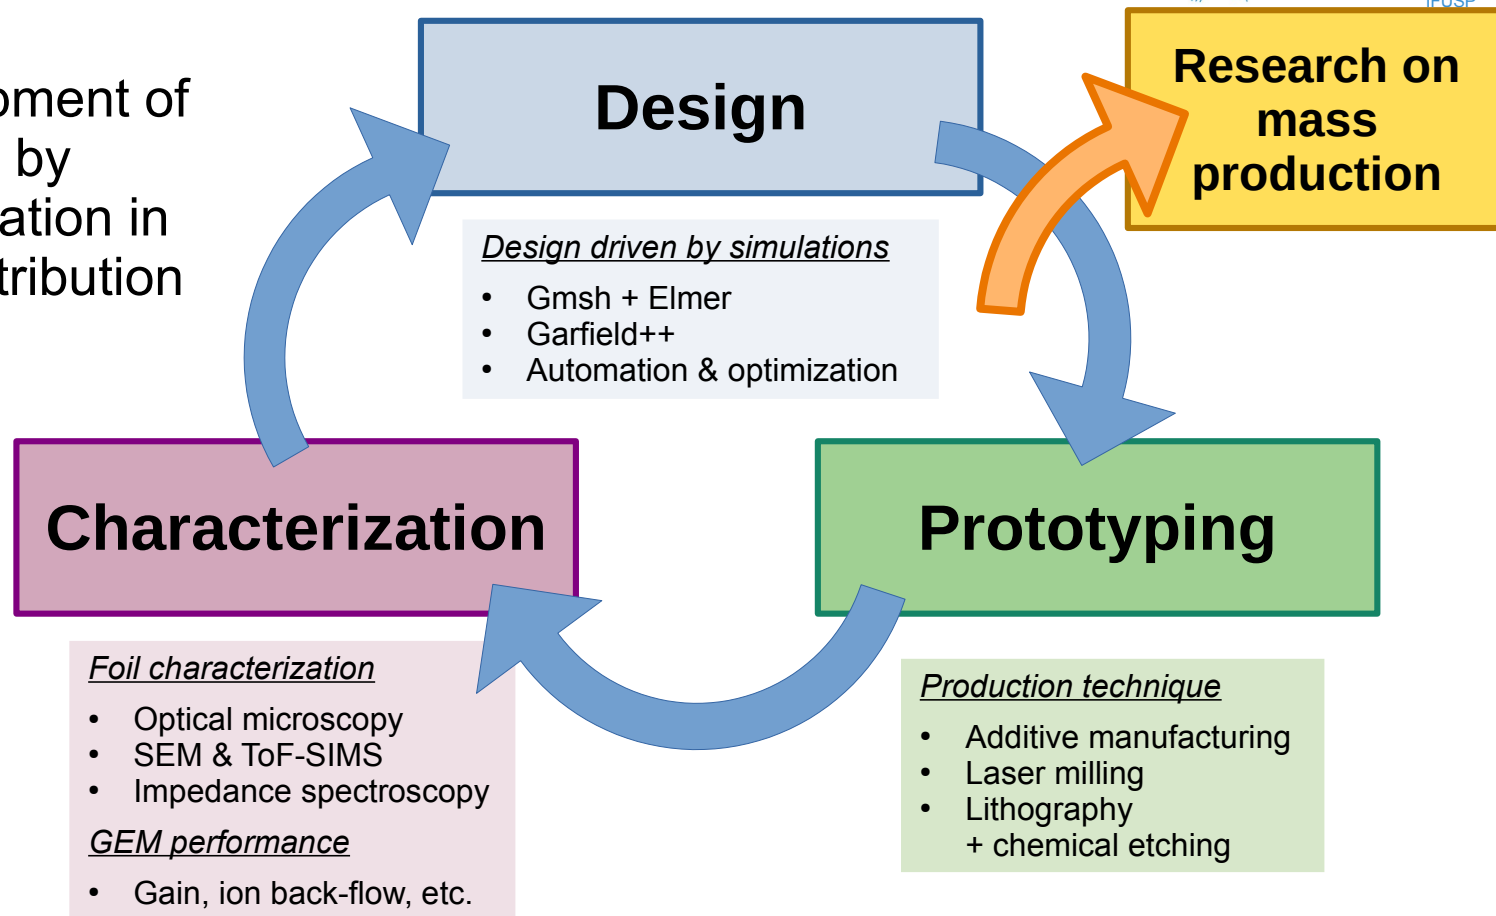 Design
Research on
mass
production
oment of
by
ation in
tribution
Design driven by simulations
• Gmsh + Elmer
• Garfield++
• Automation & optimization
Characterization
Prototyping
Foil characterization
• Optical microscopy
• SEM & ToF-SIMS
• Impedance spectroscopy
GEM performance
• Gain, ion back-flow, etc.
Production technique
• Additive manufacturing
• Laser milling
• Lithography
+ chemical etching